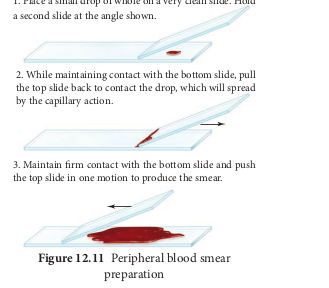 1. Place a small drop of whole on a very clean slide. Hold
a second slide at the angle shown.
2. While maintaining contact with the bottom slide, pull
the top slide back to contact the drop, which will spread
by the capillary action.
3. Maintain firm contact with the bottom slide and push
the top slide in one motion to produce the smear.
Figure 12.11 Peripheral blood smear
preparation